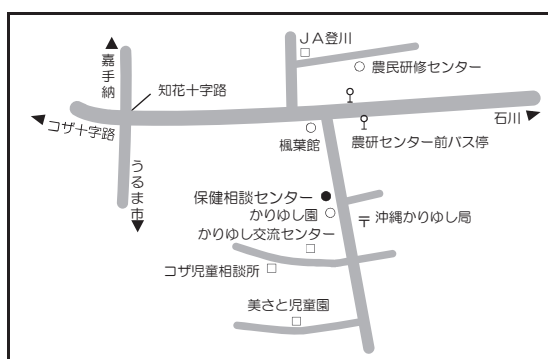 嘉手納
JA登川
農民研修センター
知花十字路
コザ十字路
石川
楓葉館
農研センター前バス停
うるま市
保健相談センター
かりゆし園
〒沖縄かりゆし局
かりゆし交流センター
コザ児童相談所
美さと児童園